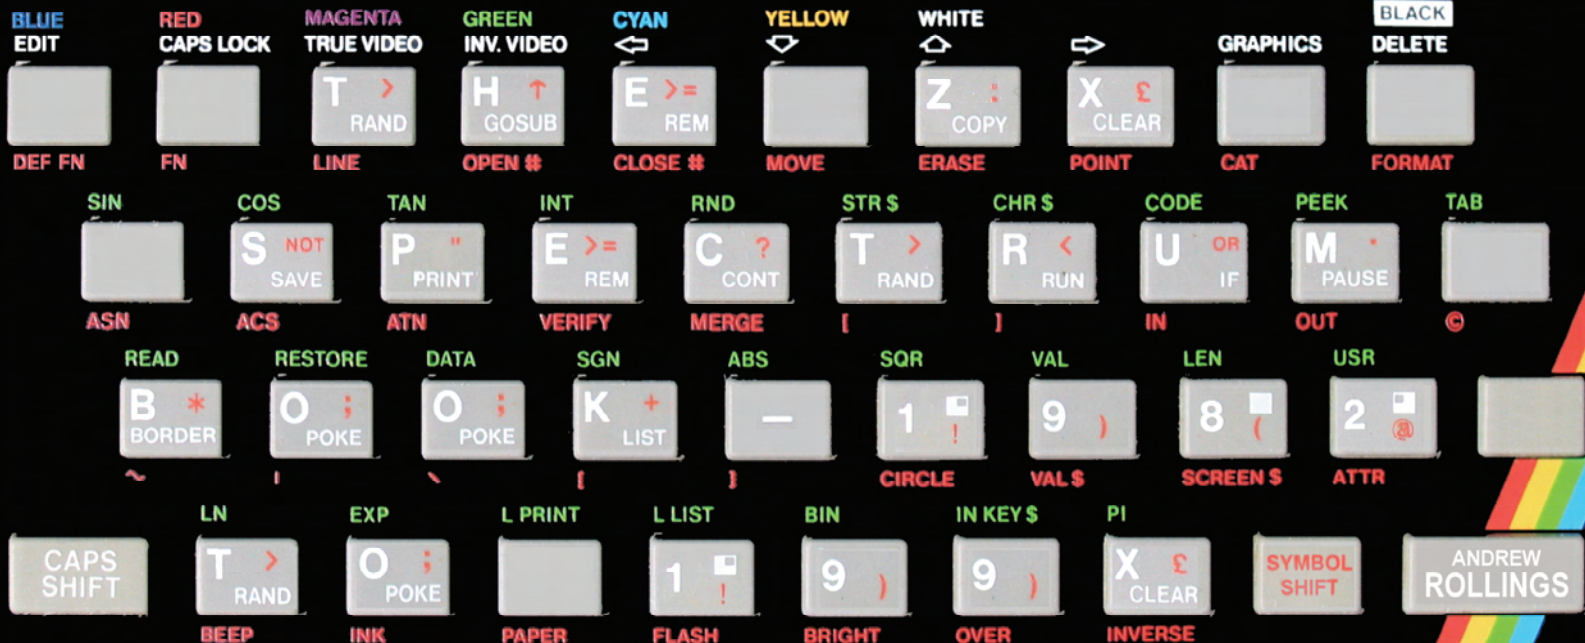 BLUE RED MAGENTA GREEN CYAN YELLOW WHITE BLACK
EDIT CAPS LOCK TRUE VIDEO INV. VIDEO ⇦ ⇩ ⇧ ⇨ GRAPHICS DELETE
T > H ↑ E >= Z : X £
RAND GOSUB REM COPY CLEAR
DEF FN FN LINE OPEN # CLOSE # MOVE ERASE POINT CAT FORMAT
SIN COS TAN INT RND STR $ CHR $ CODE PEEK TAB
S NOT P " E >= C ? T > R < U OR M .
SAVE PRINT REM CONT RAND RUN IF PAUSE
ASN ACS ATN VERIFY MERGE [ ] IN OUT ©
READ RESTORE DATA SGN ABS SQR VAL LEN USR
B * O ; O ; K + – 1 ! 9 ) 8 ( 2 @
BORDER POKE POKE LIST
~ | \ { } CIRCLE VAL $ SCREEN $ ATTR
LN EXP L PRINT L LIST BIN IN KEY $ PI
CAPS SHIFT T > O ; 1 ! 9 ) 9 ) X £ SYMBOL SHIFT ANDREW ROLLINGS
RAND POKE CLEAR
BEEP INK PAPER FLASH BRIGHT OVER INVERSE